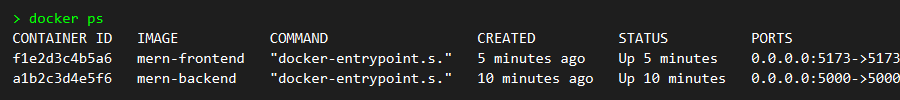 > docker ps
CONTAINER ID IMAGE COMMAND CREATED STATUS PORTS
f1e2d3c4b5a6 mern-frontend "docker-entrypoint.s." 5 minutes ago Up 5 minutes 0.0.0.0:5173->5173
a1b2c3d4e5f6 mern-backend "docker-entrypoint.s." 10 minutes ago Up 10 minutes 0.0.0.0:5000->5000